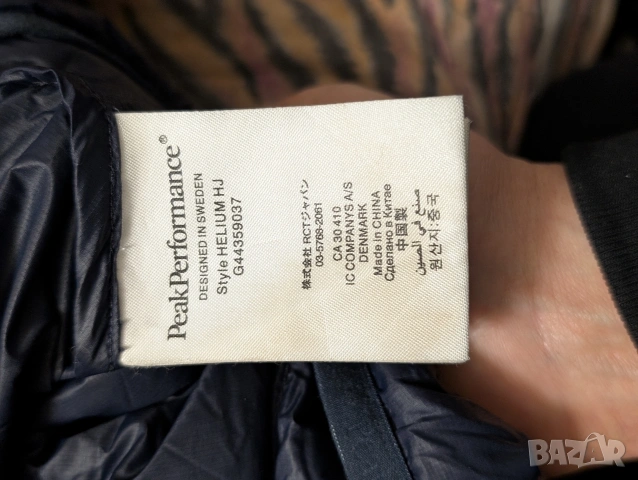 PeakPerformance®
DESIGNED IN SWEDEN
Style HELIUM HJ
G44359037
株式会社 RCTジャパン
03-5768-2061
CA 30 410
IC COMPANYS A/S
DENMARK
Made in CHINA
Сделано в Китае
中国製
صنع في الصين
원산지:중국
BAZAR